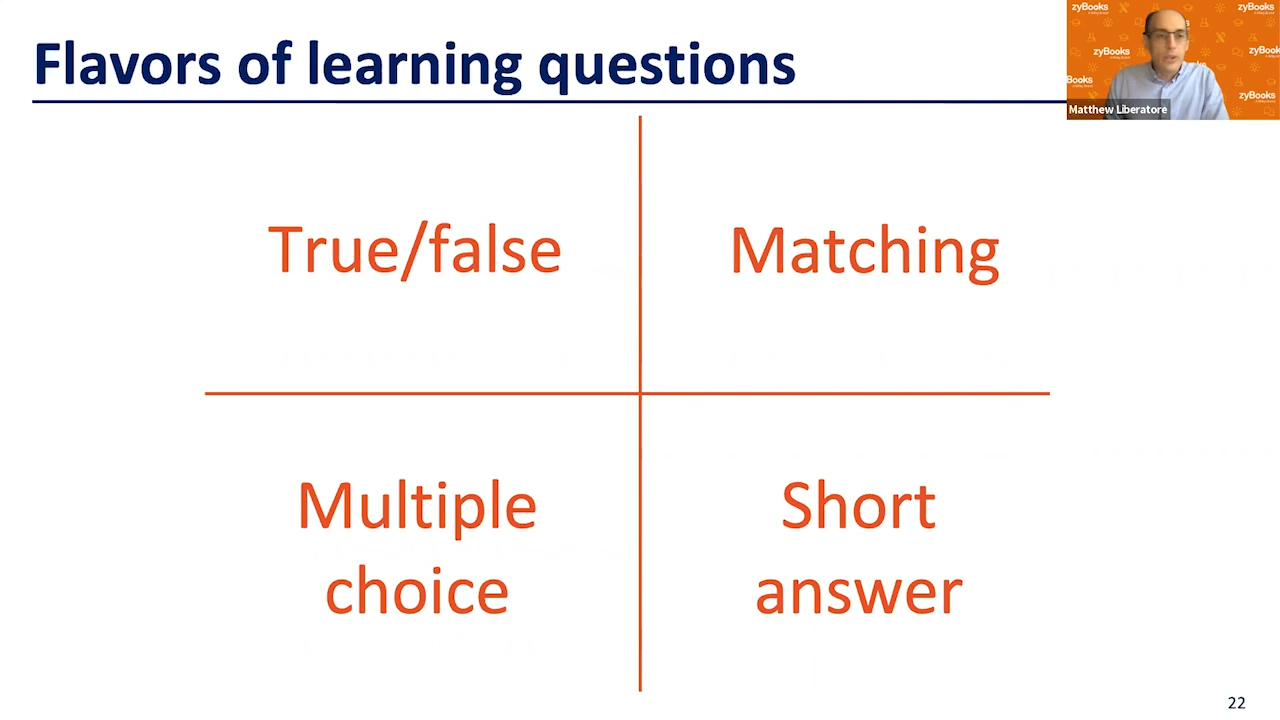 Flavors of learning questions
zyBooks
zyBooks
zyBooks
zyBooks
Books
zyBooks
Matthew Liberatore
True/false
Matching
Multiple
choice
Short
answer
22